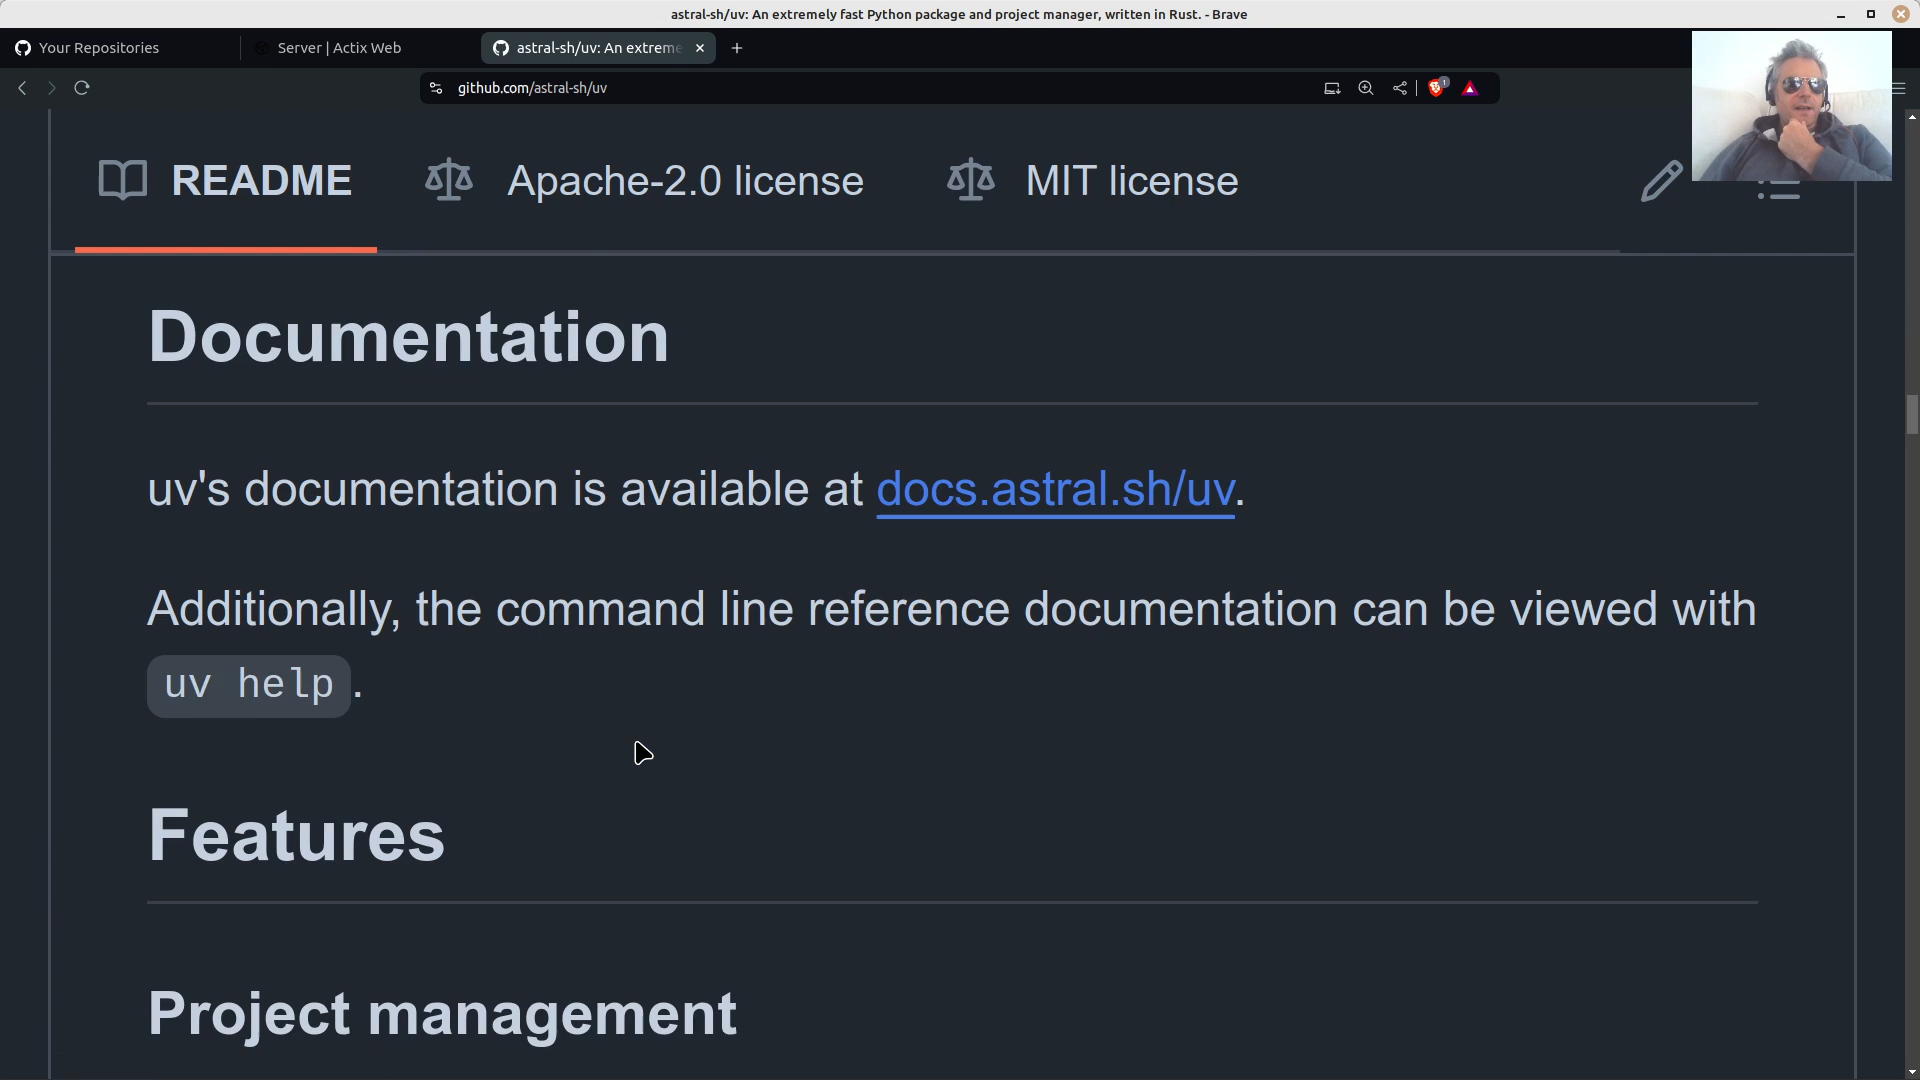 astral-sh/uv: An extremely fast Python package and project manager, written in Rust. - Brave
Your Repositories
Server | Actix Web
astral-sh/uv: An extreme
github.com/astral-sh/uv
1
README
Apache-2.0 license
MIT license
Documentation
uv's documentation is available at docs.astral.sh/uv.
Additionally, the command line reference documentation can be viewed with
uv help.
Features
Project management